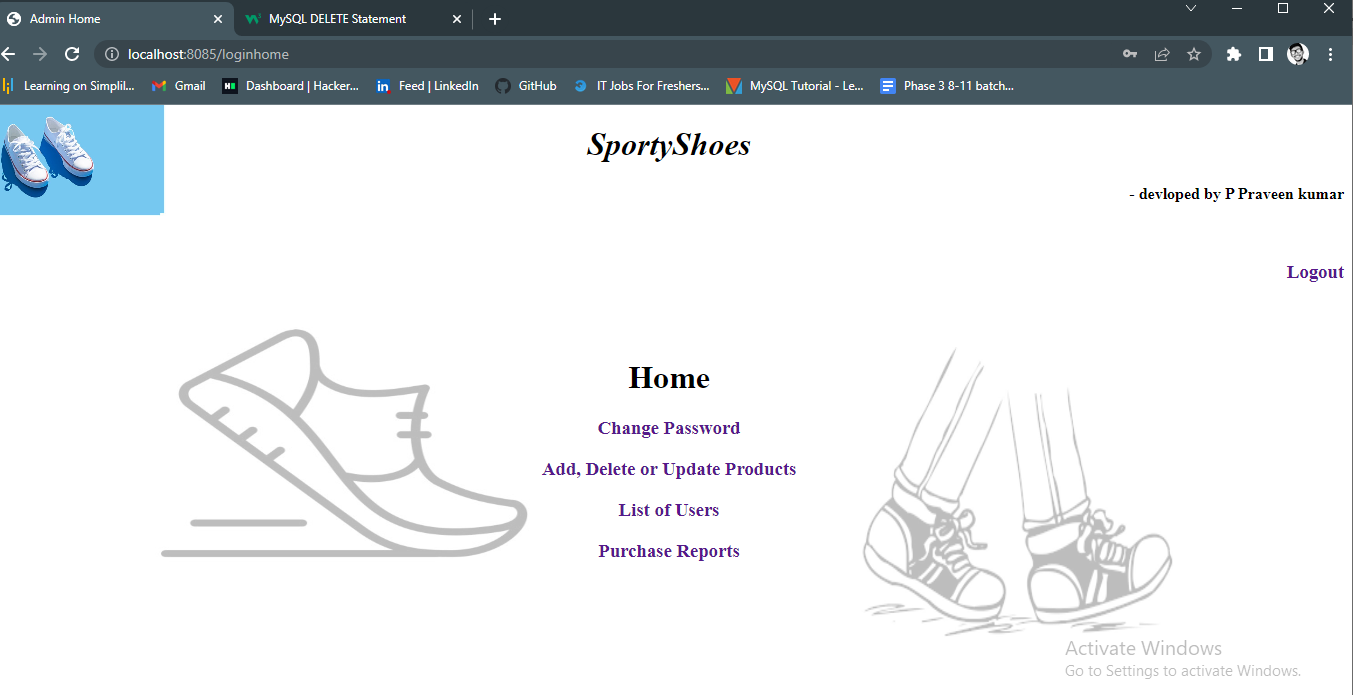 Admin Home
MySQL DELETE Statement
localhost:8085/loginhome
Learning on Simplil... Gmail Dashboard | Hacker... Feed | LinkedIn GitHub IT Jobs For Freshers... MySQL Tutorial - Le... Phase 3 8-11 batch...
SportyShoes
- devloped by P Praveen kumar
Logout
Home
Change Password
Add, Delete or Update Products
List of Users
Purchase Reports
Activate Windows
Go to Settings to activate Windows.